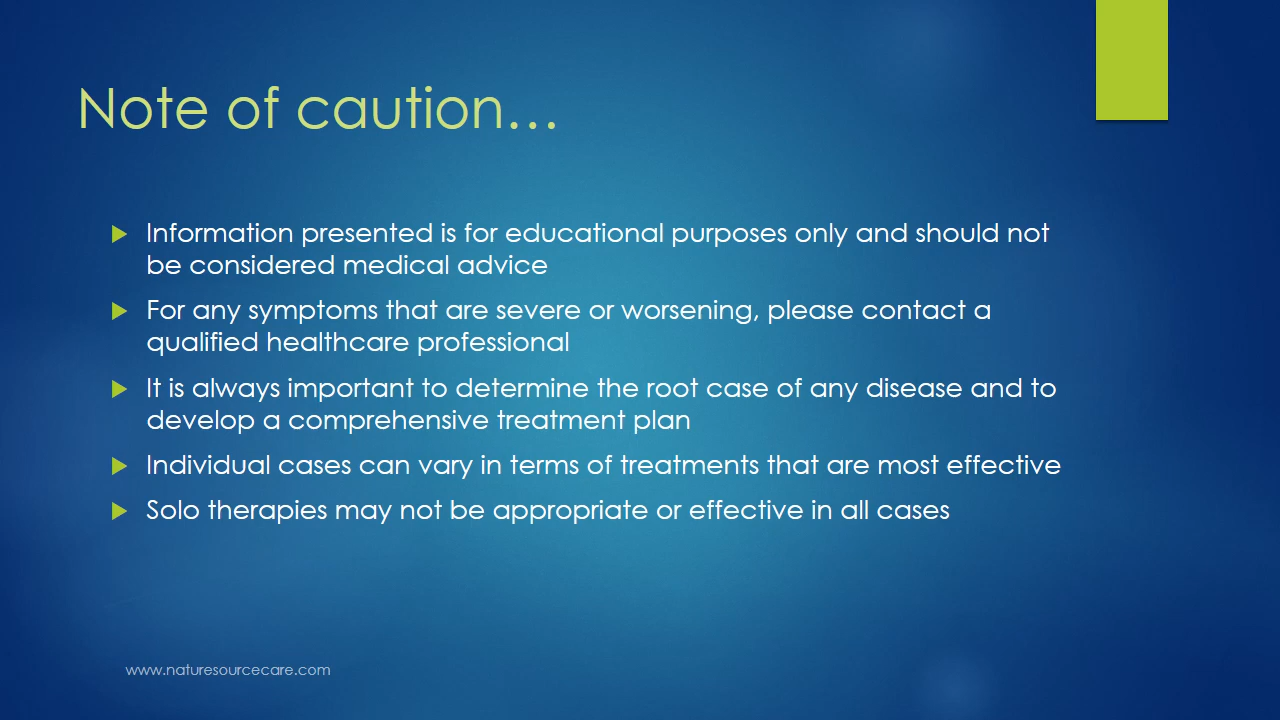 Note of caution...
Information presented is for educational purposes only and should not
be considered medical advice
For any symptoms that are severe or worsening, please contact a
qualified healthcare professional
It is always important to determine the root case of any disease and to
develop a comprehensive treatment plan
Individual cases can vary in terms of treatments that are most effective
Solo therapies may not be appropriate or effective in all cases
www.naturesourcecare.com